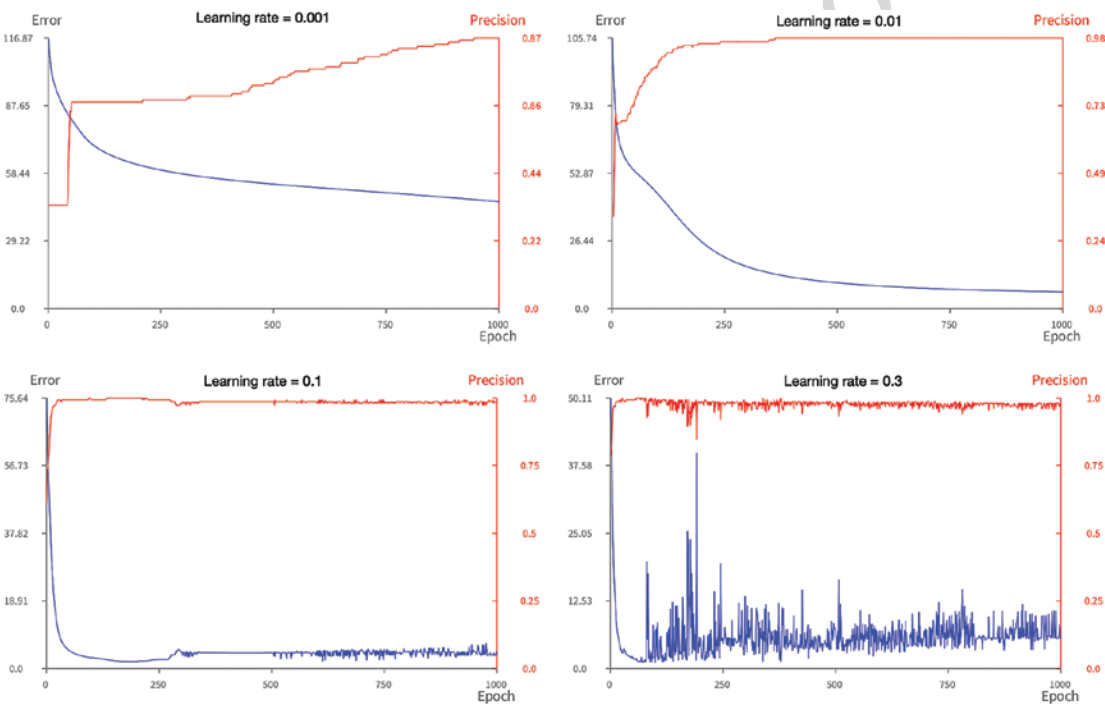 Error Learning rate = 0.001 Precision
116.87 0.87
87.65 0.66
58.44 0.44
29.22 0.22
0.0 0.0
0 250 500 750 1000
Epoch
Error Learning rate = 0.01 Precision
105.74 0.98
79.31 0.73
52.87 0.49
26.44 0.24
0.0 0.0
0 250 500 750 1000
Epoch
Error Learning rate = 0.1 Precision
75.64 1.0
56.73 0.75
37.82 0.5
18.91 0.25
0.0 0.0
0 250 500 750 1000
Epoch
Error Learning rate = 0.3 Precision
50.11 1.0
37.58 0.75
25.05 0.5
12.53 0.25
0.0 0.0
0 250 500 750 1000
Epoch